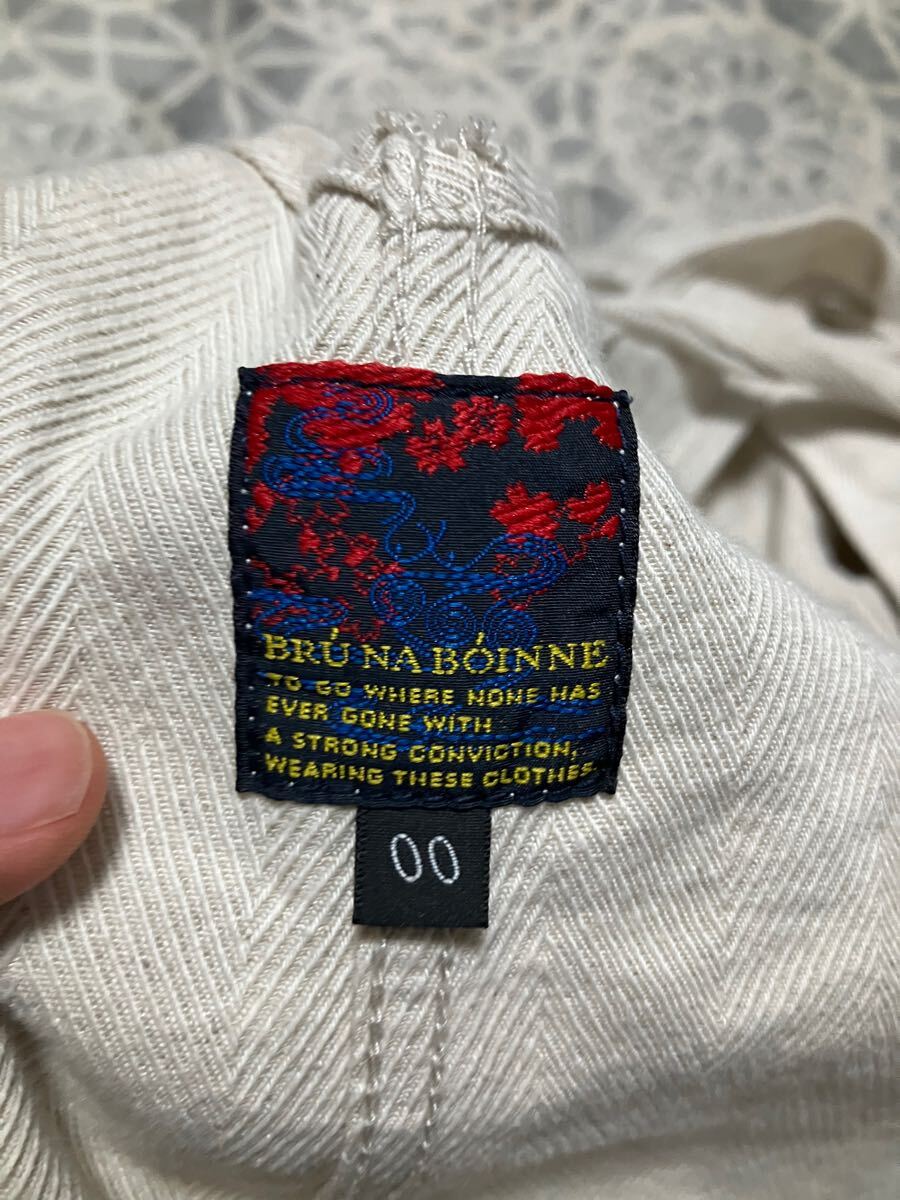 BRÚ NA BÓINNE
TO GO WHERE NONE HAS
EVER GONE WITH
A STRONG CONVICTION,
WEARING THESE CLOTHES.
00